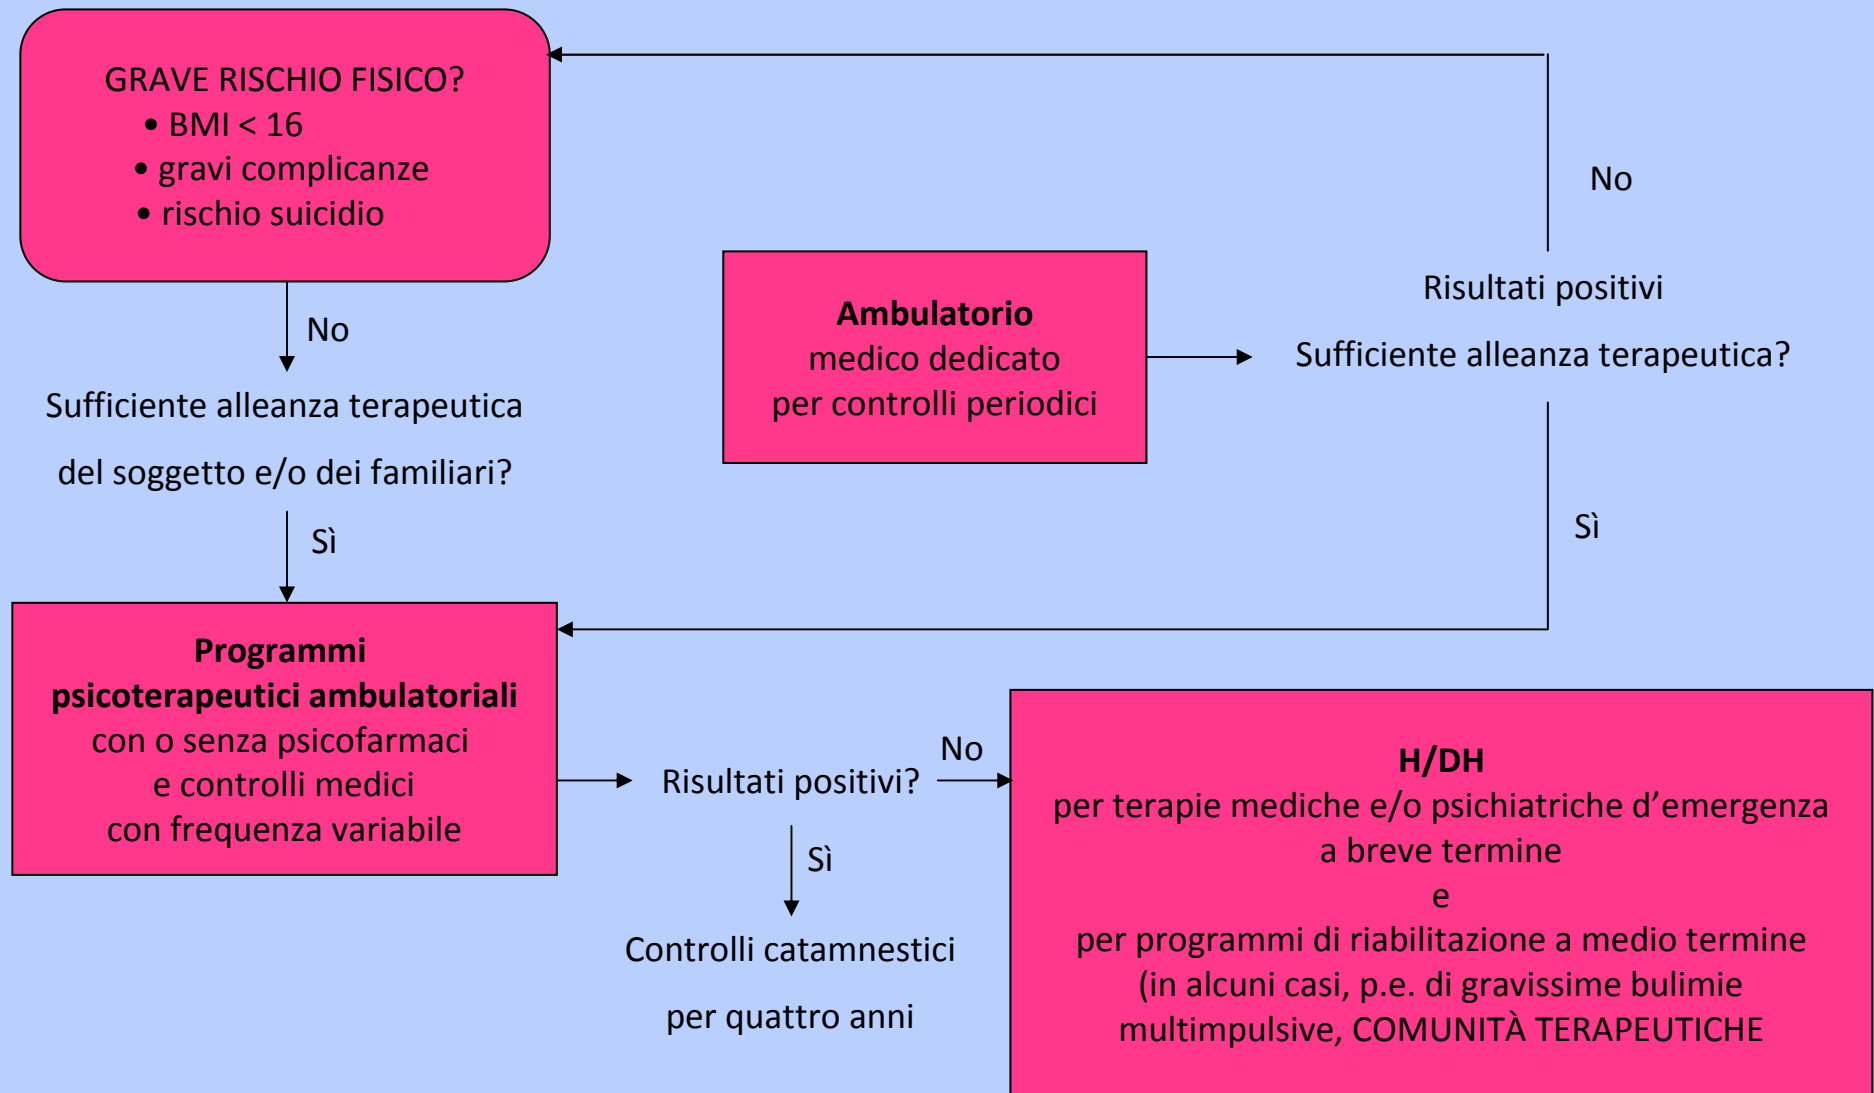 GRAVE RISCHIO FISICO?
• BMI < 16
• gravi complicanze
• rischio suicidio
No
Sufficiente alleanza terapeutica
del soggetto e/o dei familiari?
Sì
Ambulatorio
medico dedicato
per controlli periodici
No
Risultati positivi
Sufficiente alleanza terapeutica?
Sì
Programmi
psicoterapeutici ambulatoriali
con o senza psicofarmaci
e controlli medici
con frequenza variabile
Risultati positivi?
No
Sì
Controlli catamnestici
per quattro anni
H/DH
per terapie mediche e/o psichiatriche d’emergenza
a breve termine
e
per programmi di riabilitazione a medio termine
(in alcuni casi, p.e. di gravissime bulimie
multimpulsive, COMUNITÀ TERAPEUTICHE